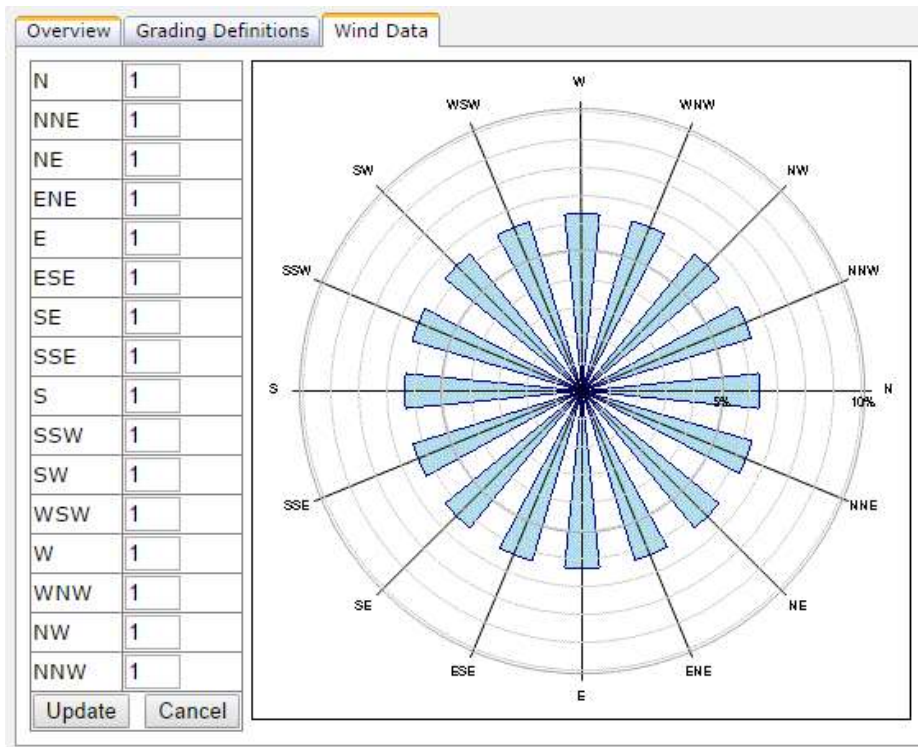 Overview Grading Definitions Wind Data
N 1
NNE 1
NE 1
ENE 1
E 1
ESE 1
SE 1
SSE 1
S 1
SSW 1
SW 1
WSW 1
W 1
WNW 1
NW 1
NNW 1
Update Cancel
W
WSW WNW
SW NW
SSW NNW
S 5% 10% N
SSE NNE
SE NE
ESE ENE
E